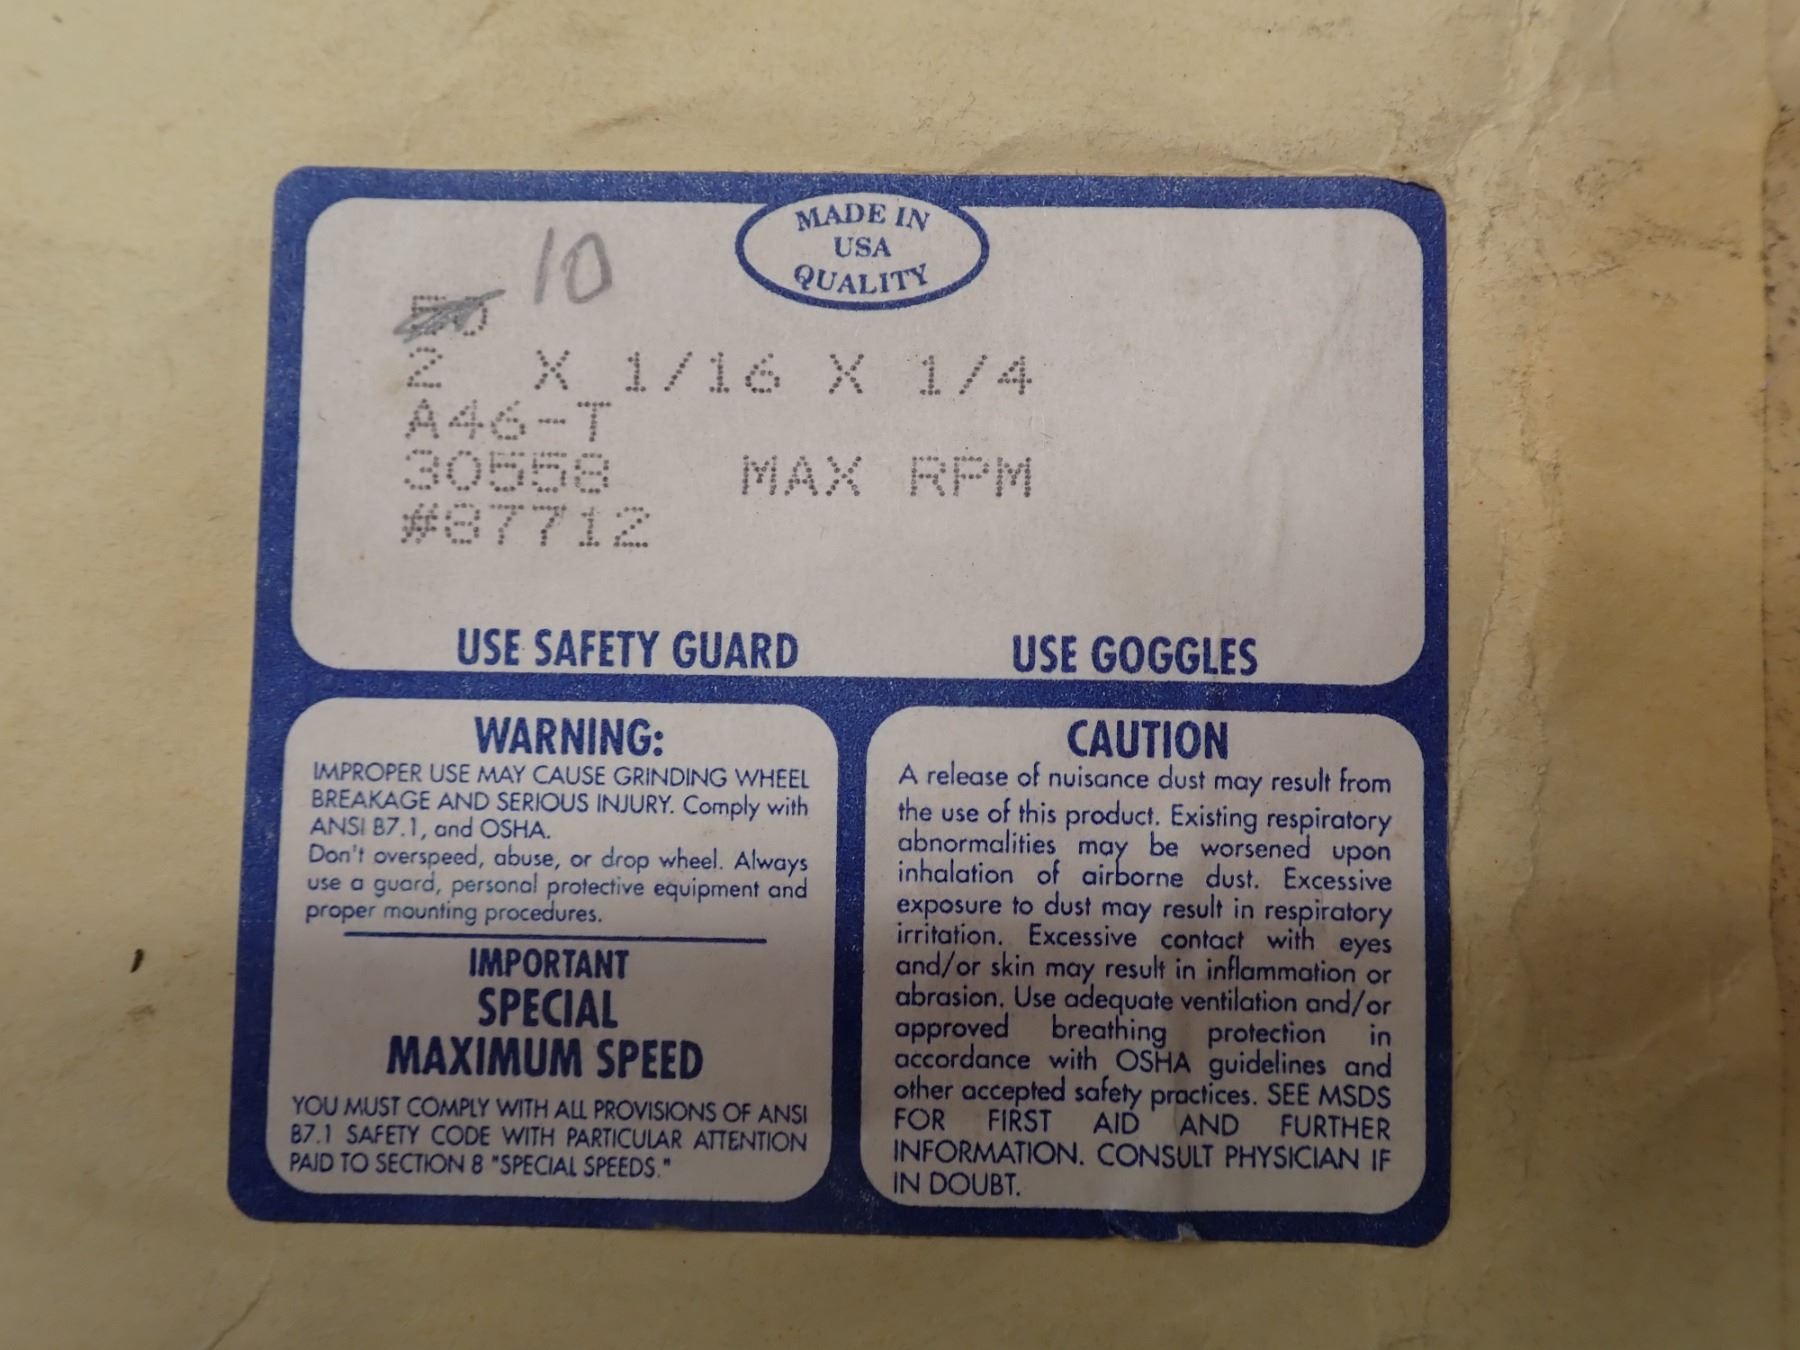 MADE IN
USA
QUALITY
10
50
2 X 1/16 X 1/4
A46-T
30558 MAX RPM
#87712
USE SAFETY GUARD USE GOGGLES
WARNING:
IMPROPER USE MAY CAUSE GRINDING WHEEL
BREAKAGE AND SERIOUS INJURY. Comply with
ANSI B7.1, and OSHA.
Don't overspeed, abuse, or drop wheel. Always
use a guard, personal protective equipment and
proper mounting procedures.
IMPORTANT
SPECIAL
MAXIMUM SPEED
YOU MUST COMPLY WITH ALL PROVISIONS OF ANSI
B7.1 SAFETY CODE WITH PARTICULAR ATTENTION
PAID TO SECTION 8 "SPECIAL SPEEDS."
CAUTION
A release of nuisance dust may result from
the use of this product. Existing respiratory
abnormalities may be worsened upon
inhalation of airborne dust. Excessive
exposure to dust may result in respiratory
irritation. Excessive contact with eyes
and/or skin may result in inflammation or
abrasion. Use adequate ventilation and/or
approved breathing protection in
accordance with OSHA guidelines and
other accepted safety practices. SEE MSDS
FOR FIRST AID AND FURTHER
INFORMATION. CONSULT PHYSICIAN IF
IN DOUBT.